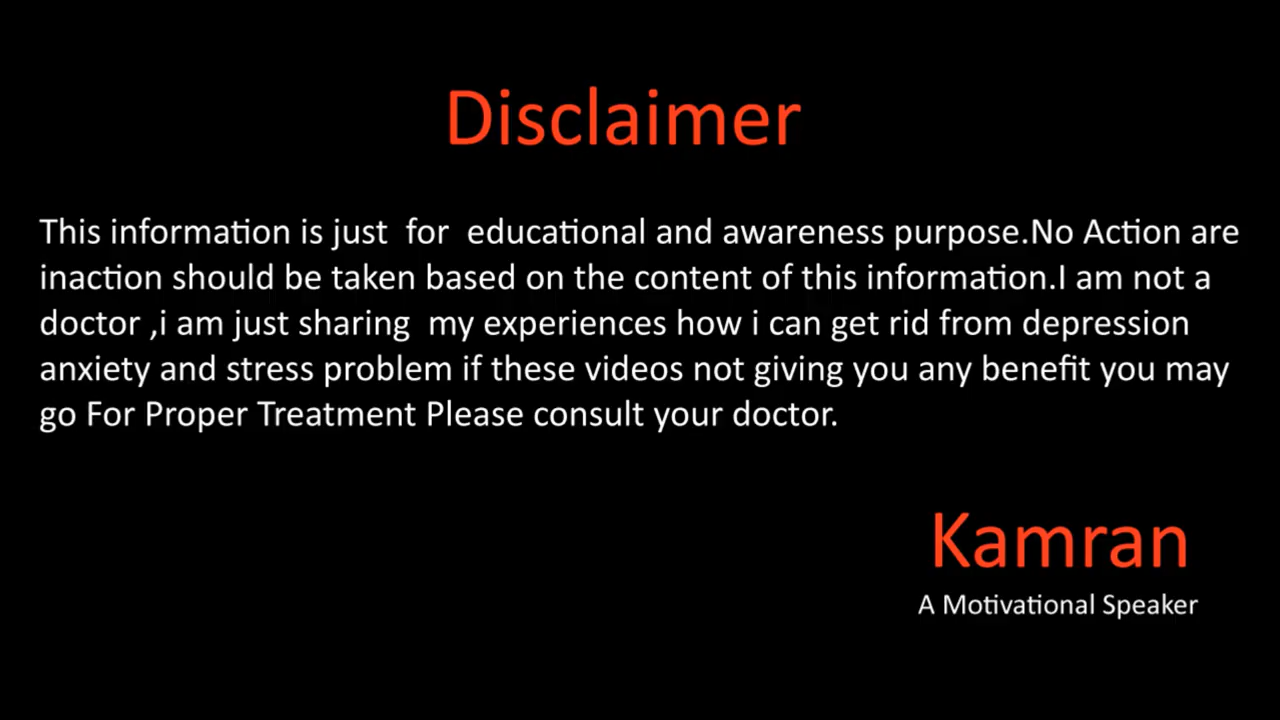 Disclaimer
This information is just for educational and awareness purpose.No Action are
inaction should be taken based on the content of this information.I am not a
doctor ,i am just sharing my experiences how i can get rid from depression
anxiety and stress problem if these videos not giving you any benefit you may
go For Proper Treatment Please consult your doctor.
Kamran
A Motivational Speaker